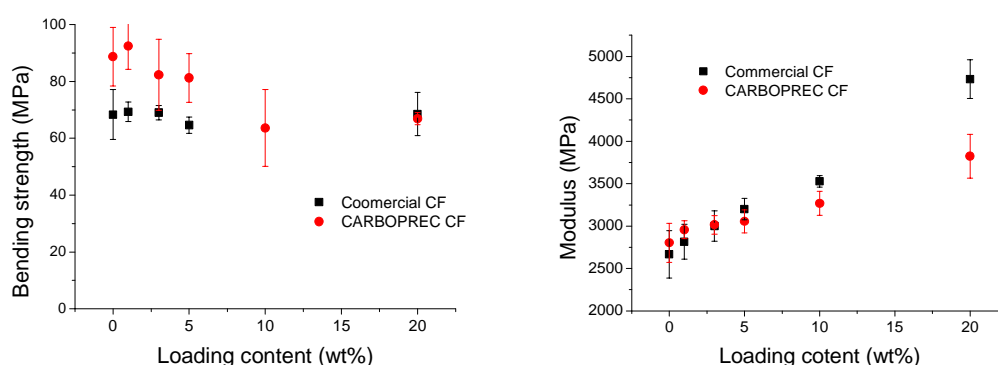 100
80
60
40
20
0
Bending strength (MPa)
Coomercial CF
CARBOPREC CF
0 5 10 15 20
Loading content (wt%)
5000
4500
4000
3500
3000
2500
2000
Modulus (MPa)
Commercial CF
CARBOPREC CF
0 5 10 15 20
Loading cotent (wt%)